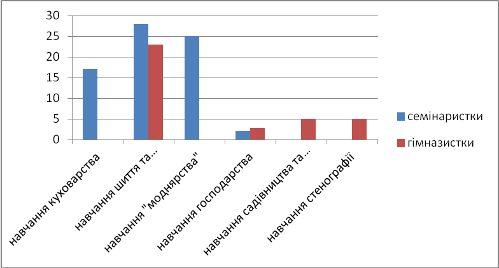 30
25
20
15
10
5
0
навчання куховарства
навчання шиття та...
навчання "моднярства"
навчання господарства
навчання садівництва та...
навчання стенографії
семінаристки
гімназистки